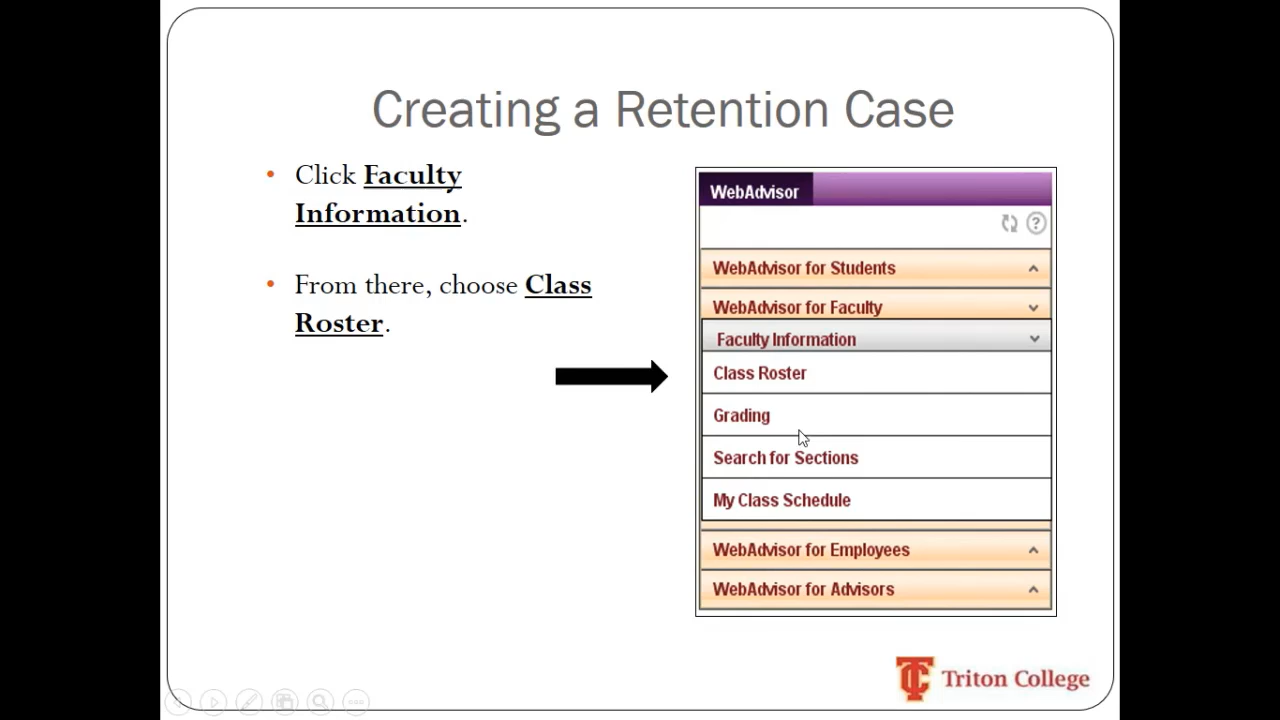 Creating a Retention Case
• Click Faculty
Information.
• From there, choose Class
Roster.
WebAdvisor
WebAdvisor for Students
WebAdvisor for Faculty
Faculty Information
Class Roster
Grading
Search for Sections
My Class Schedule
WebAdvisor for Employees
WebAdvisor for Advisors
TC Triton College